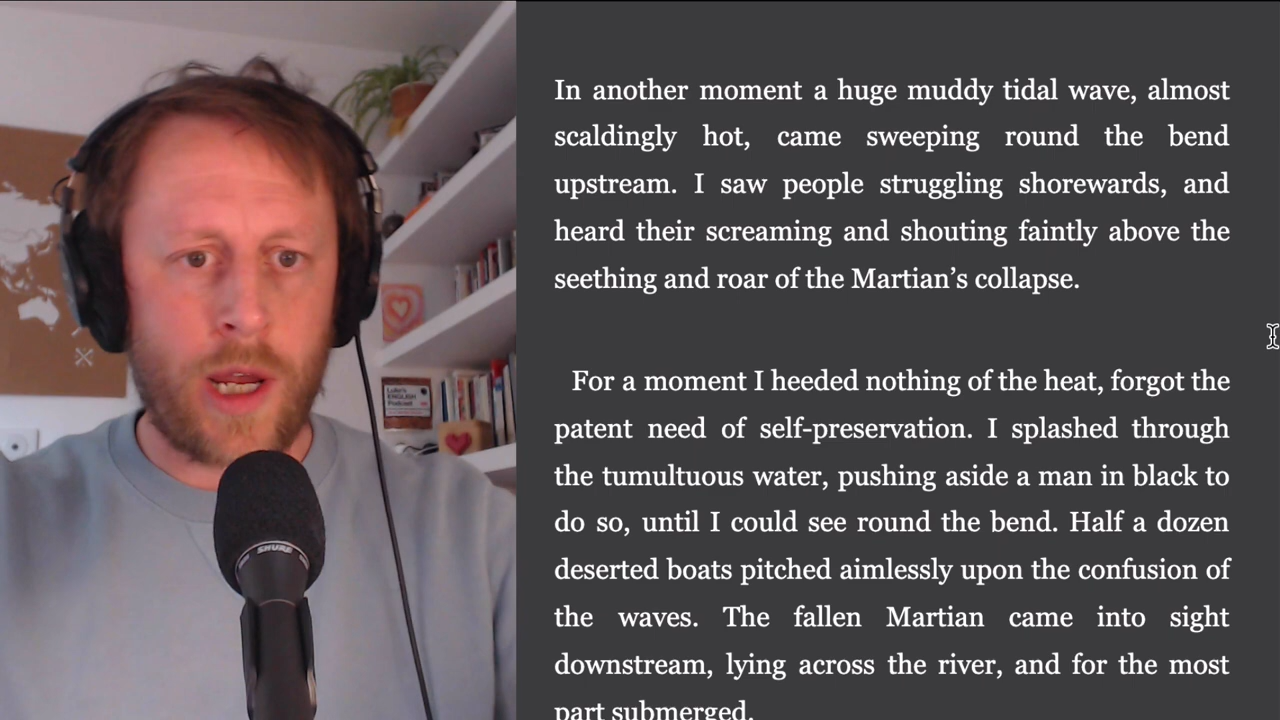 In another moment a huge muddy tidal wave, almost
scaldingly hot, came sweeping round the bend
upstream. I saw people struggling shorewards, and
heard their screaming and shouting faintly above the
seething and roar of the Martian’s collapse.
For a moment I heeded nothing of the heat, forgot the
patent need of self-preservation. I splashed through
the tumultuous water, pushing aside a man in black to
do so, until I could see round the bend. Half a dozen
deserted boats pitched aimlessly upon the confusion of
the waves. The fallen Martian came into sight
downstream, lying across the river, and for the most
part submerged.
Luke's
ENGLISH
Podcast
SHURE